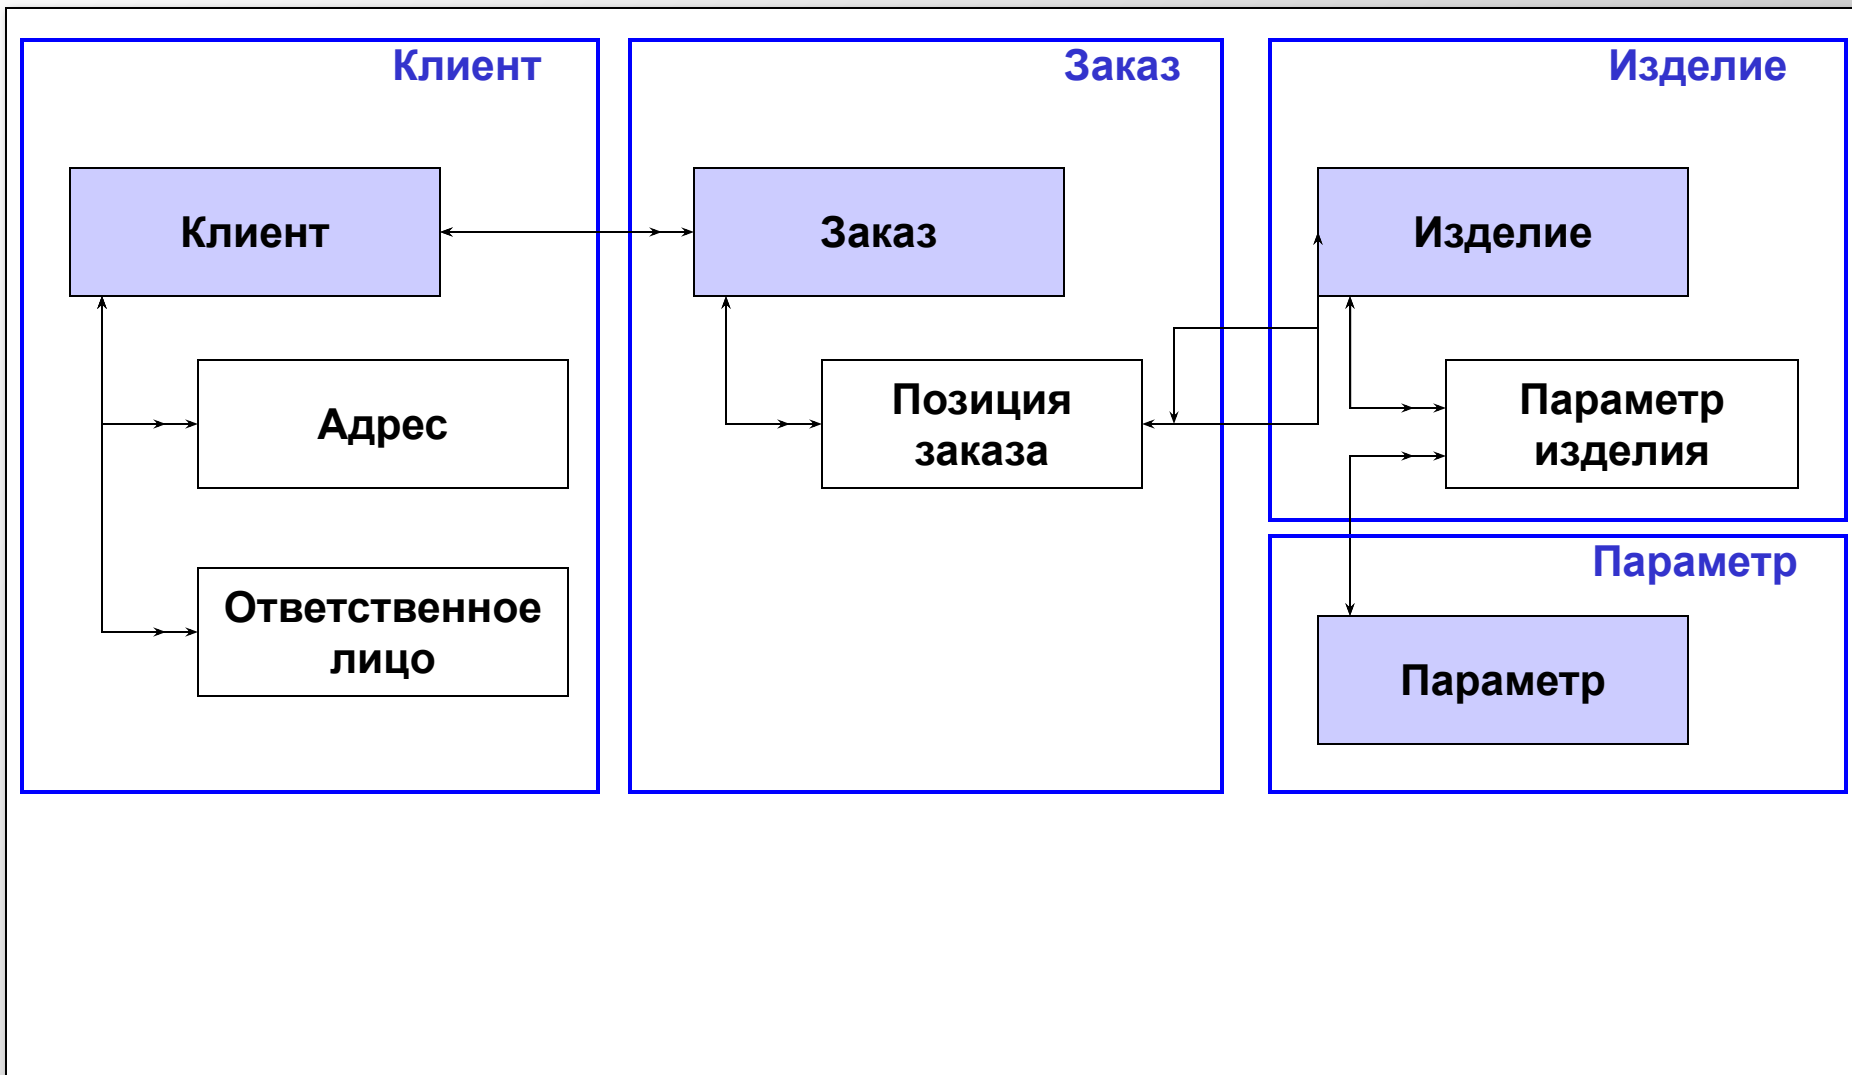 Клиент
Заказ
Изделие
Клиент
Заказ
Изделие
Адрес
Позиция
заказа
Параметр
изделия
Параметр
Ответственное
лицо
Параметр